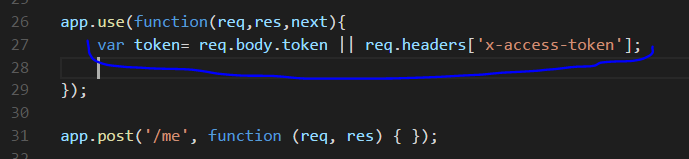 26 app.use(function(req,res,next){
27     var token= req.body.token || req.headers['x-access-token'];
28
29 });
30
31 app.post('/me', function (req, res) { });